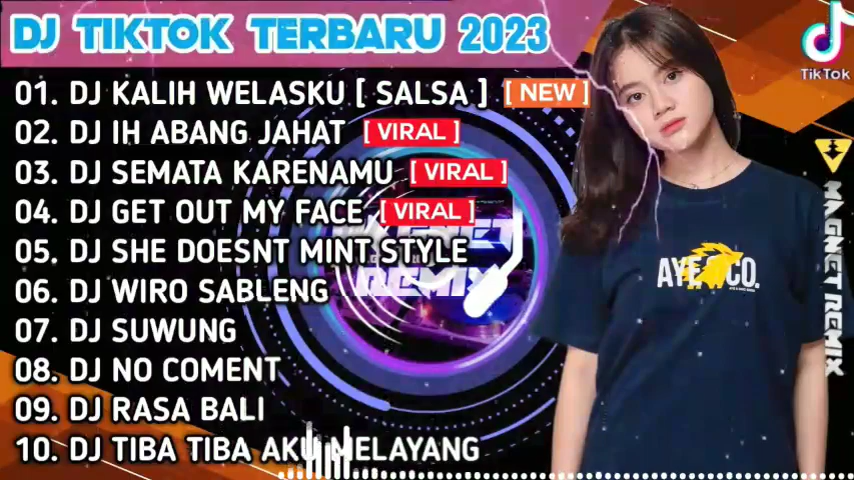 DJ TIKTOK TERBARU 2023
TikTok
01. DJ KALIH WELASKU [ SALSA ] [ NEW ]
02. DJ IH ABANG JAHAT [ VIRAL ]
03. DJ SEMATA KARENAMU [ VIRAL ]
04. DJ GET OUT MY FACE [ VIRAL ]
05. DJ SHE DOESNT MINT STYLE
06. DJ WIRO SABLENG
07. DJ SUWUNG
08. DJ NO COMENT
09. DJ RASA BALI
10. DJ TIBA TIBA AKU MELAYANG
REMIX
AYE CO.
MAGNET REMIX